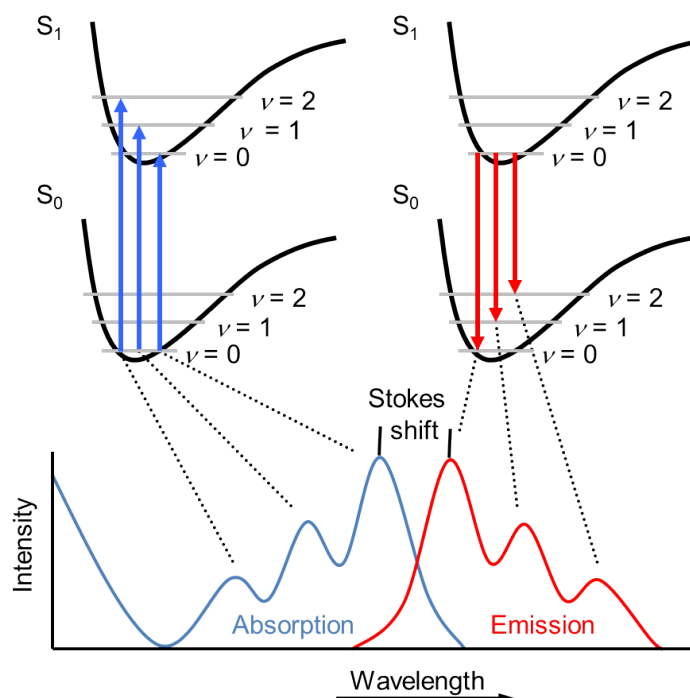 S1
ν = 2
ν = 1
ν = 0
S0
ν = 2
ν = 1
ν = 0
S1
ν = 2
ν = 1
ν = 0
S0
ν = 2
ν = 1
ν = 0
Stokes
shift
Intensity
Absorption
Emission
Wavelength